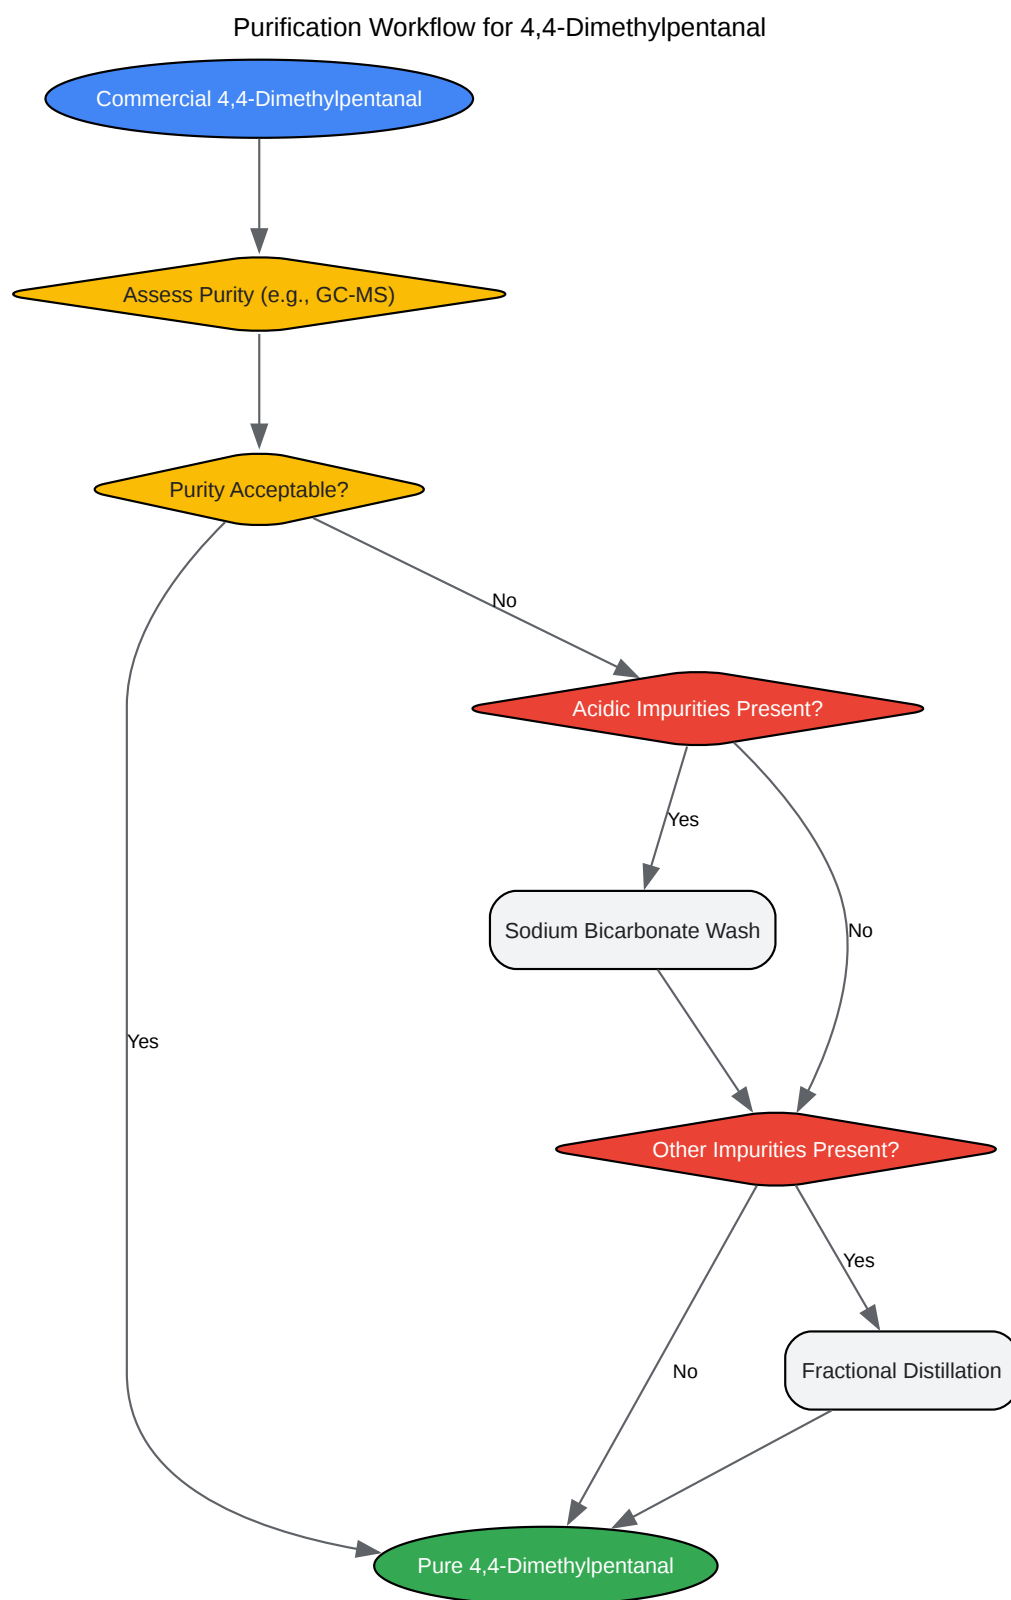 Purification Workflow for 4,4-Dimethylpentanal
Commercial 4,4-Dimethylpentanal
Assess Purity (e.g., GC-MS)
Purity Acceptable?
No
Acidic Impurities Present?
Yes
Sodium Bicarbonate Wash
No
Yes
Other Impurities Present?
Yes
Fractional Distillation
No
Pure 4,4-Dimethylpentanal